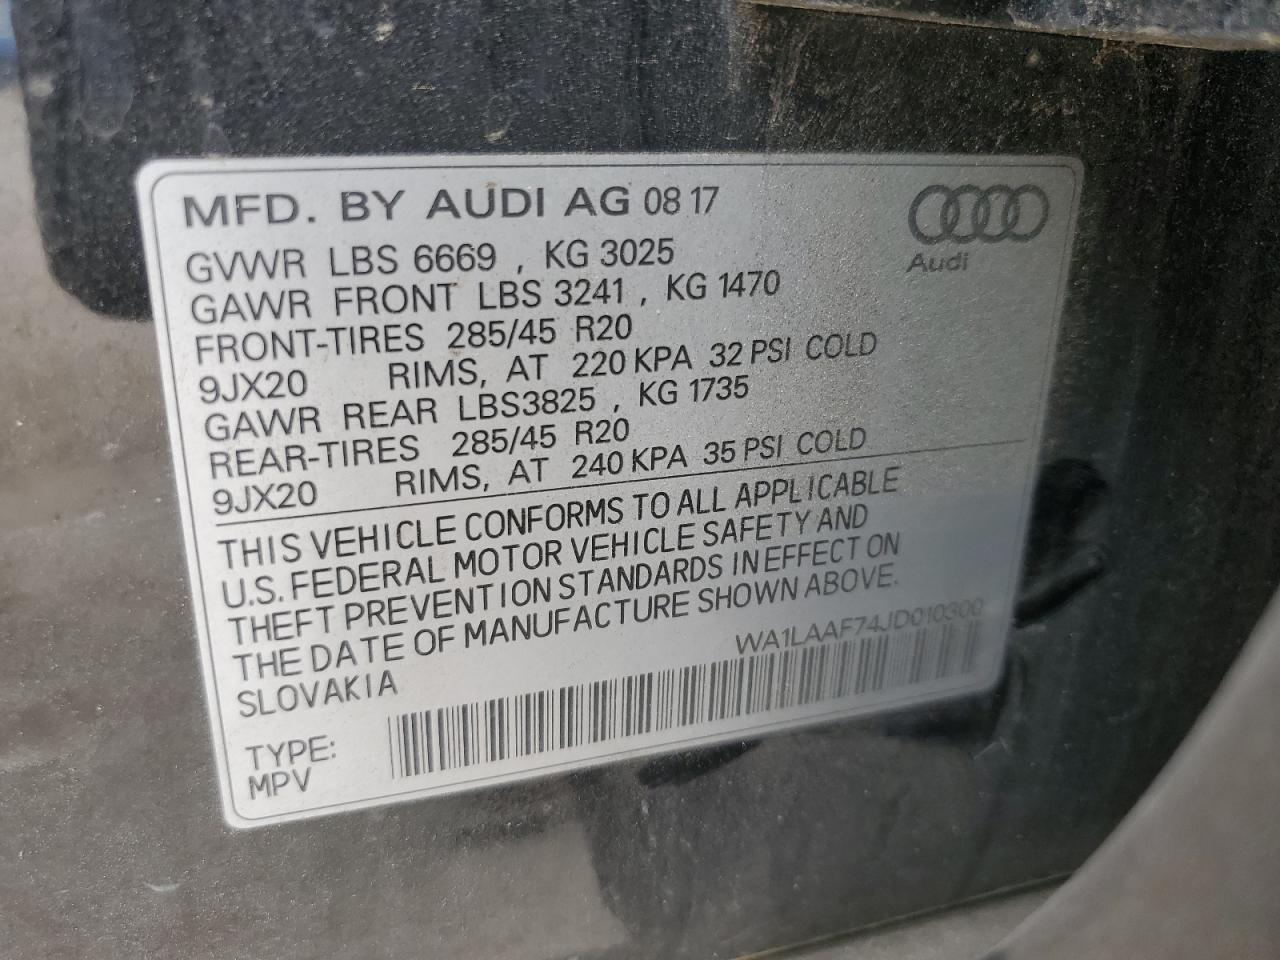 MFD. BY AUDI AG 08 17
Audi
GVWR LBS 6669 , KG 3025
GAWR FRONT LBS 3241 , KG 1470
FRONT-TIRES 285/45 R20
9JX20 RIMS, AT 220 KPA 32 PSI COLD
GAWR REAR LBS3825 , KG 1735
REAR-TIRES 285/45 R20
9JX20 RIMS, AT 240 KPA 35 PSI COLD
THIS VEHICLE CONFORMS TO ALL APPLICABLE
U.S. FEDERAL MOTOR VEHICLE SAFETY AND
THEFT PREVENTION STANDARDS IN EFFECT ON
THE DATE OF MANUFACTURE SHOWN ABOVE.
SLOVAKIA
WA1LAAF74JD010300
TYPE:
MPV